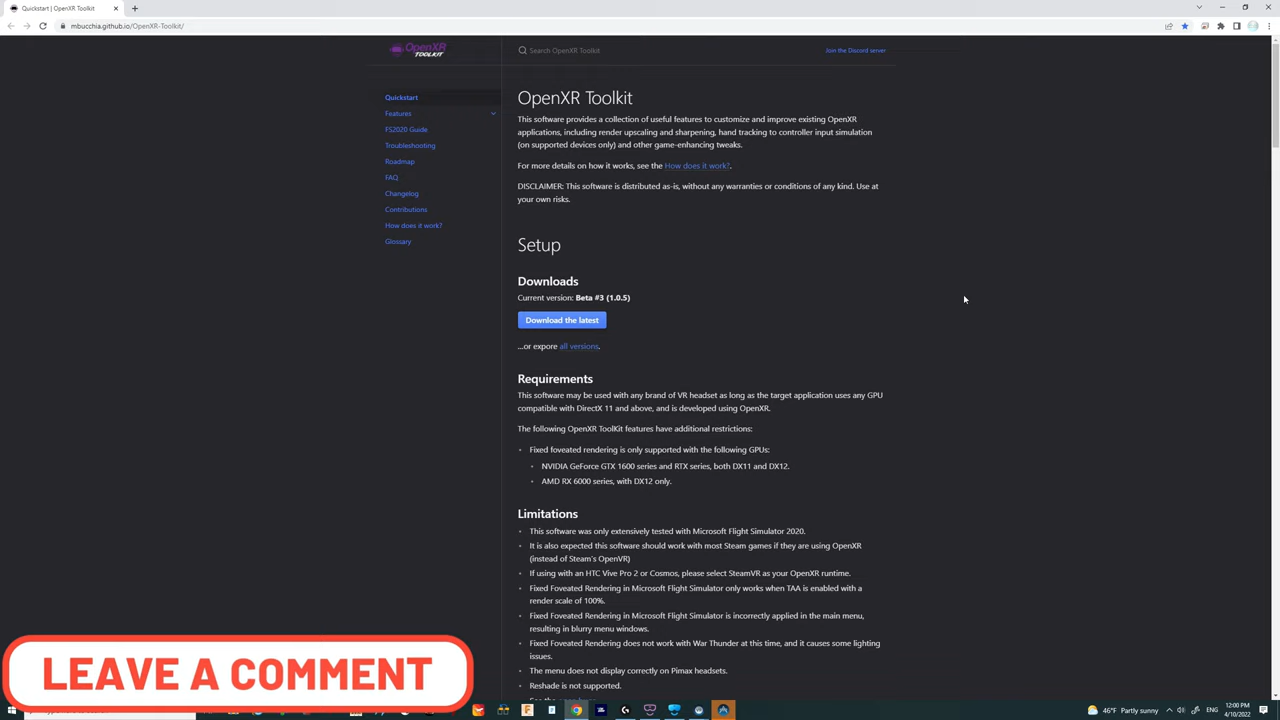 Quickstart | OpenXR Toolkit
mbucchia.github.io/OpenXR-Toolkit/
OpenXR
TOOLKIT
Search OpenXR Toolkit
Join the Discord server
Quickstart
Features
FS2020 Guide
Troubleshooting
Roadmap
FAQ
Changelog
Contributions
How does it work?
Glossary
OpenXR Toolkit
This software provides a collection of useful features to customize and improve existing OpenXR
applications, including render upscaling and sharpening, hand tracking to controller input simulation
(on supported devices only) and other game-enhancing tweaks.
For more details on how it works, see the How does it work?.
DISCLAIMER: This software is distributed as-is, without any warranties or conditions of any kind. Use at
your own risks.
Setup
Downloads
Current version: Beta #3 (1.0.5)
Download the latest
...or expore all versions.
Requirements
This software may be used with any brand of VR headset as long as the target application uses any GPU
compatible with DirectX 11 and above, and is developed using OpenXR.
The following OpenXR ToolKit features have additional restrictions:
Fixed foveated rendering is only supported with the following GPUs:
NVIDIA GeForce GTX 1600 series and RTX series, both DX11 and DX12.
AMD RX 6000 series, with DX12 only.
Limitations
This software was only extensively tested with Microsoft Flight Simulator 2020.
It is also expected this software should work with most Steam games if they are using OpenXR
(instead of Steam's OpenVR)
If using with an HTC Vive Pro 2 or Cosmos, please select SteamVR as your OpenXR runtime.
Fixed Foveated Rendering in Microsoft Flight Simulator only works when TAA is enabled with a
render scale of 100%.
Fixed Foveated Rendering in Microsoft Flight Simulator is incorrectly applied in the main menu,
resulting in blurry menu windows.
Fixed Foveated Rendering does not work with War Thunder at this time, and it causes some lighting
issues.
The menu does not display correctly on Pimax headsets.
Reshade is not supported.
LEAVE A COMMENT
46°F Partly sunny
ENG
12:00 PM
4/10/2022